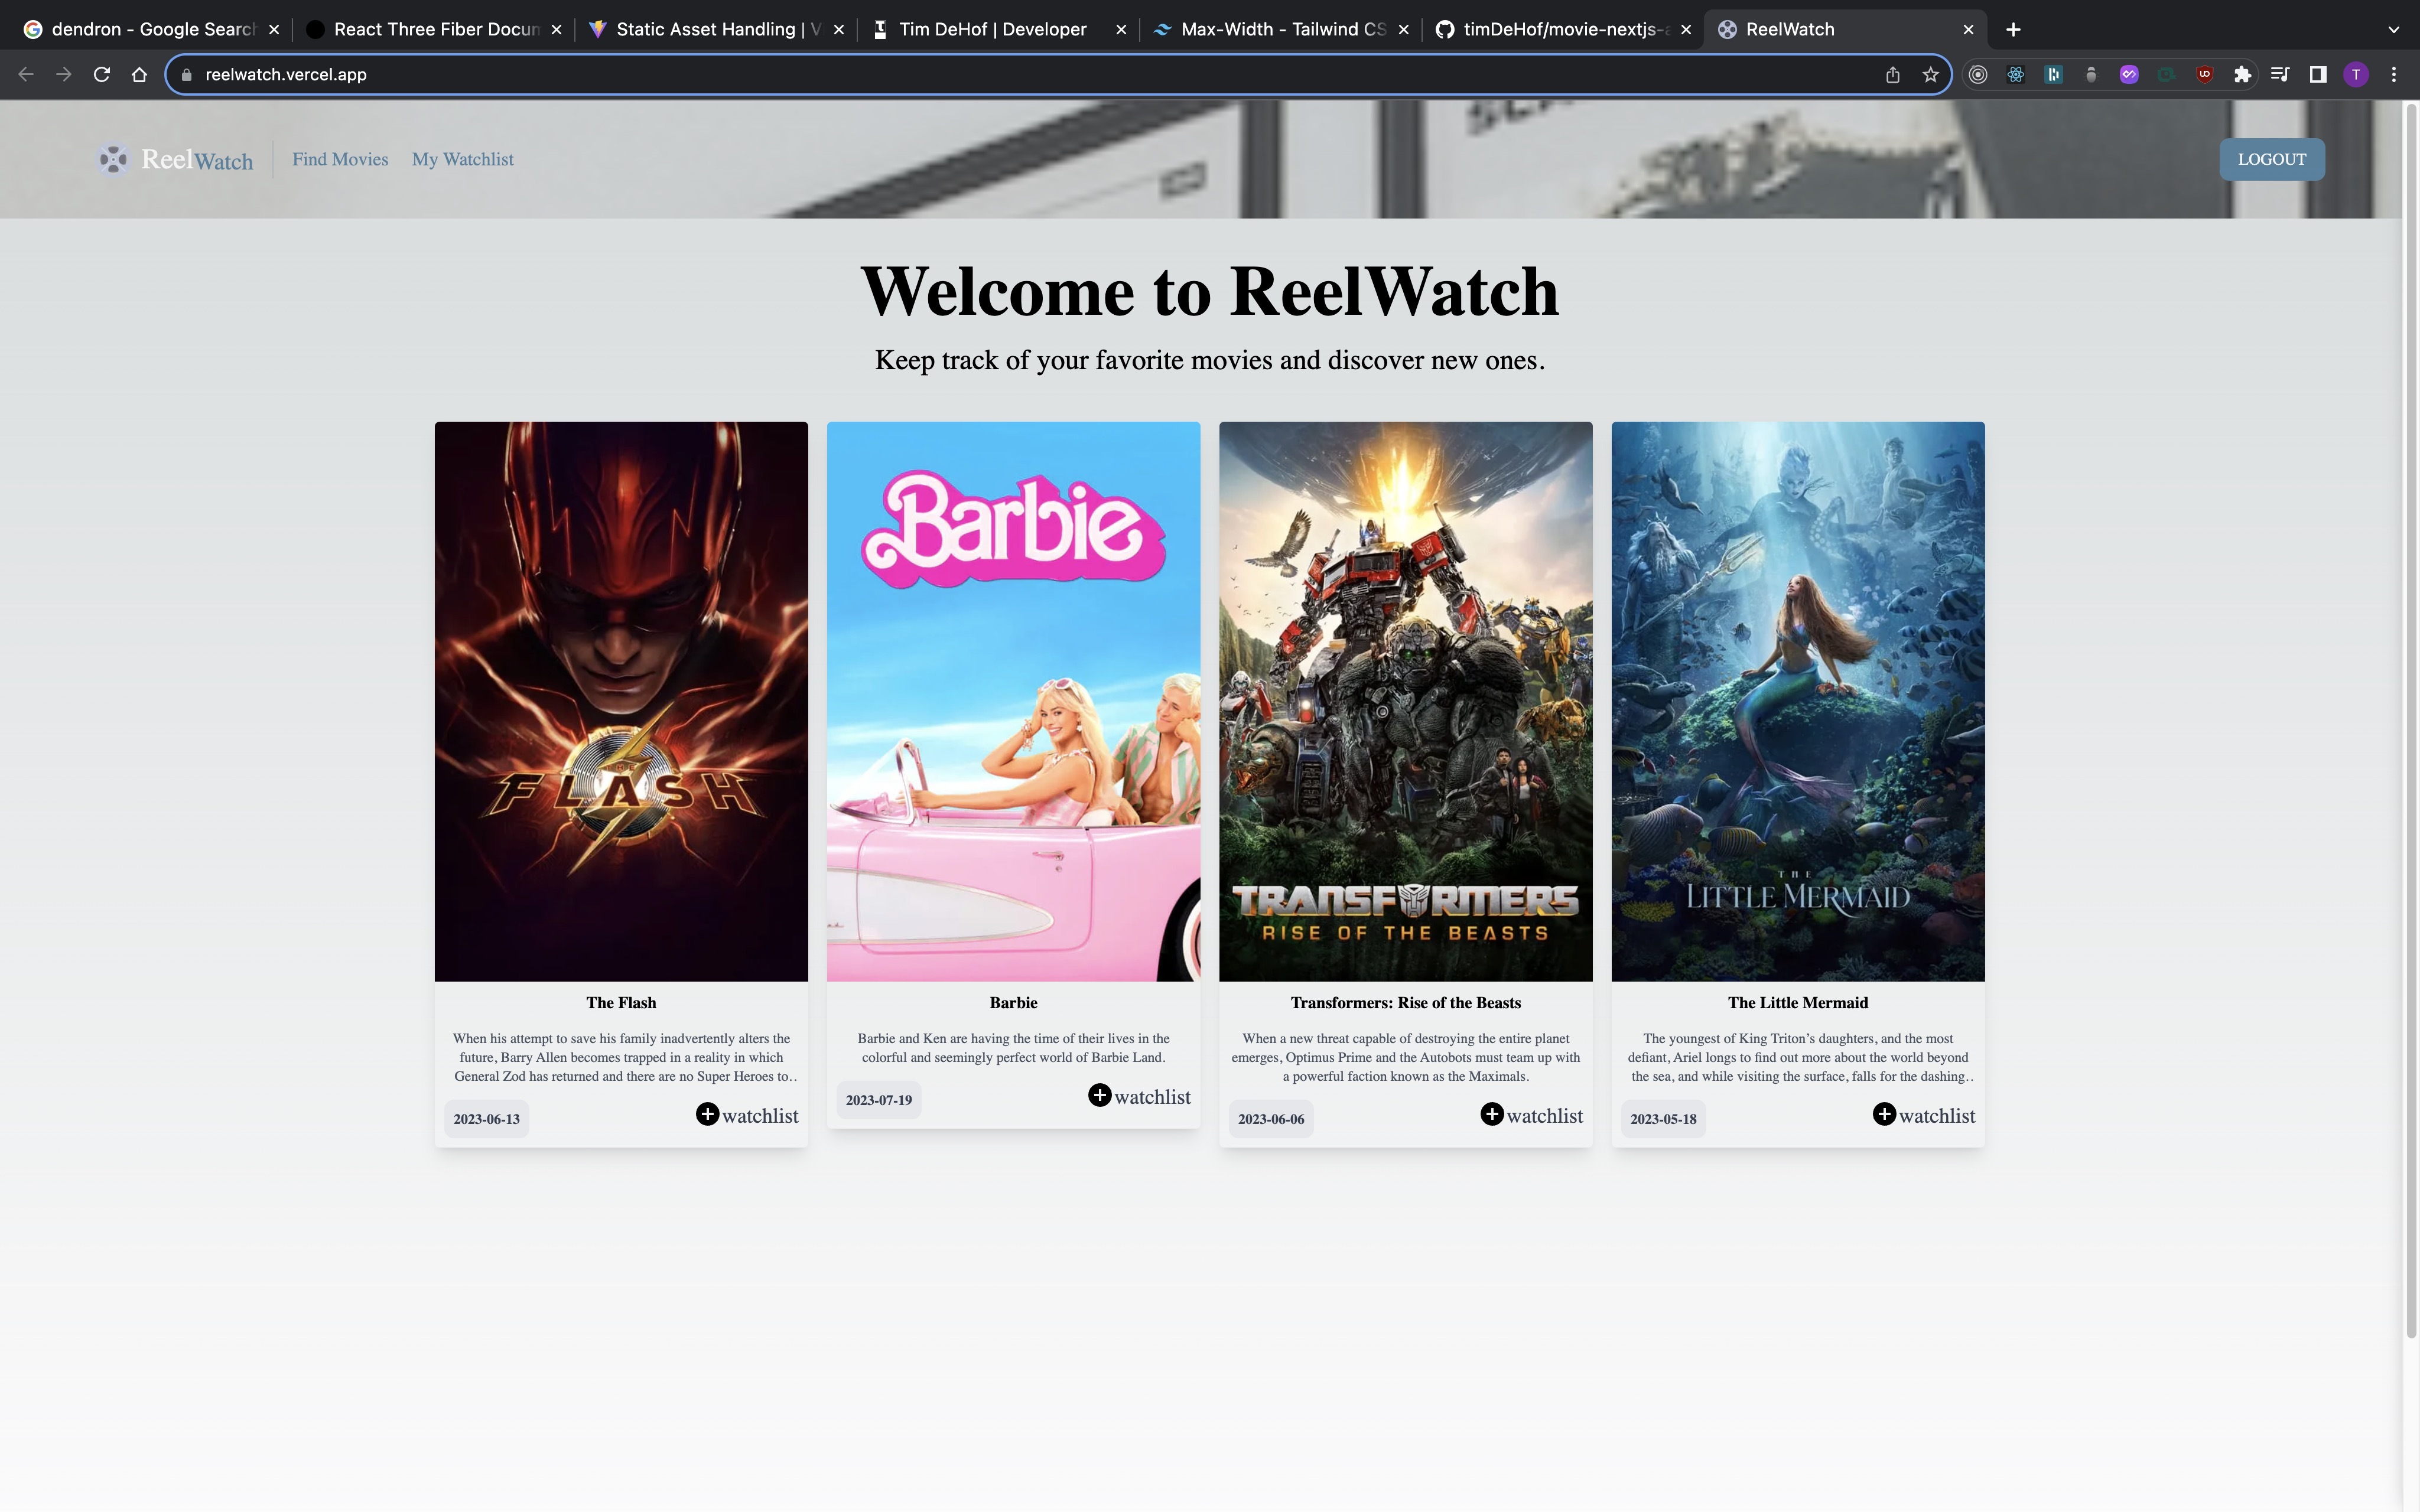 dendron - Google Search
React Three Fiber Docum
Static Asset Handling | V
Tim DeHof | Developer
Max-Width - Tailwind CS
timDeHof/movie-nextjs-a
ReelWatch
reelwatch.vercel.app
T
ReelWatch
Find Movies
My Watchlist
LOGOUT
Welcome to ReelWatch
Keep track of your favorite movies and discover new ones.
FLASH
Barbie
TRANSFORMERS
RISE OF THE BEASTS
THE
LITTLE MERMAID
The Flash
When his attempt to save his family inadvertently alters the
future, Barry Allen becomes trapped in a reality in which
General Zod has returned and there are no Super Heroes to..
2023-06-13
watchlist
Barbie
Barbie and Ken are having the time of their lives in the
colorful and seemingly perfect world of Barbie Land.
2023-07-19
watchlist
Transformers: Rise of the Beasts
When a new threat capable of destroying the entire planet
emerges, Optimus Prime and the Autobots must team up with
a powerful faction known as the Maximals.
2023-06-06
watchlist
The Little Mermaid
The youngest of King Triton’s daughters, and the most
defiant, Ariel longs to find out more about the world beyond
the sea, and while visiting the surface, falls for the dashing..
2023-05-18
watchlist